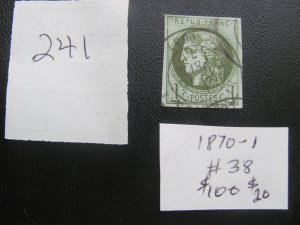 241
REPUB. FRANC.
POSTES
1870-1
#38
$100 $20